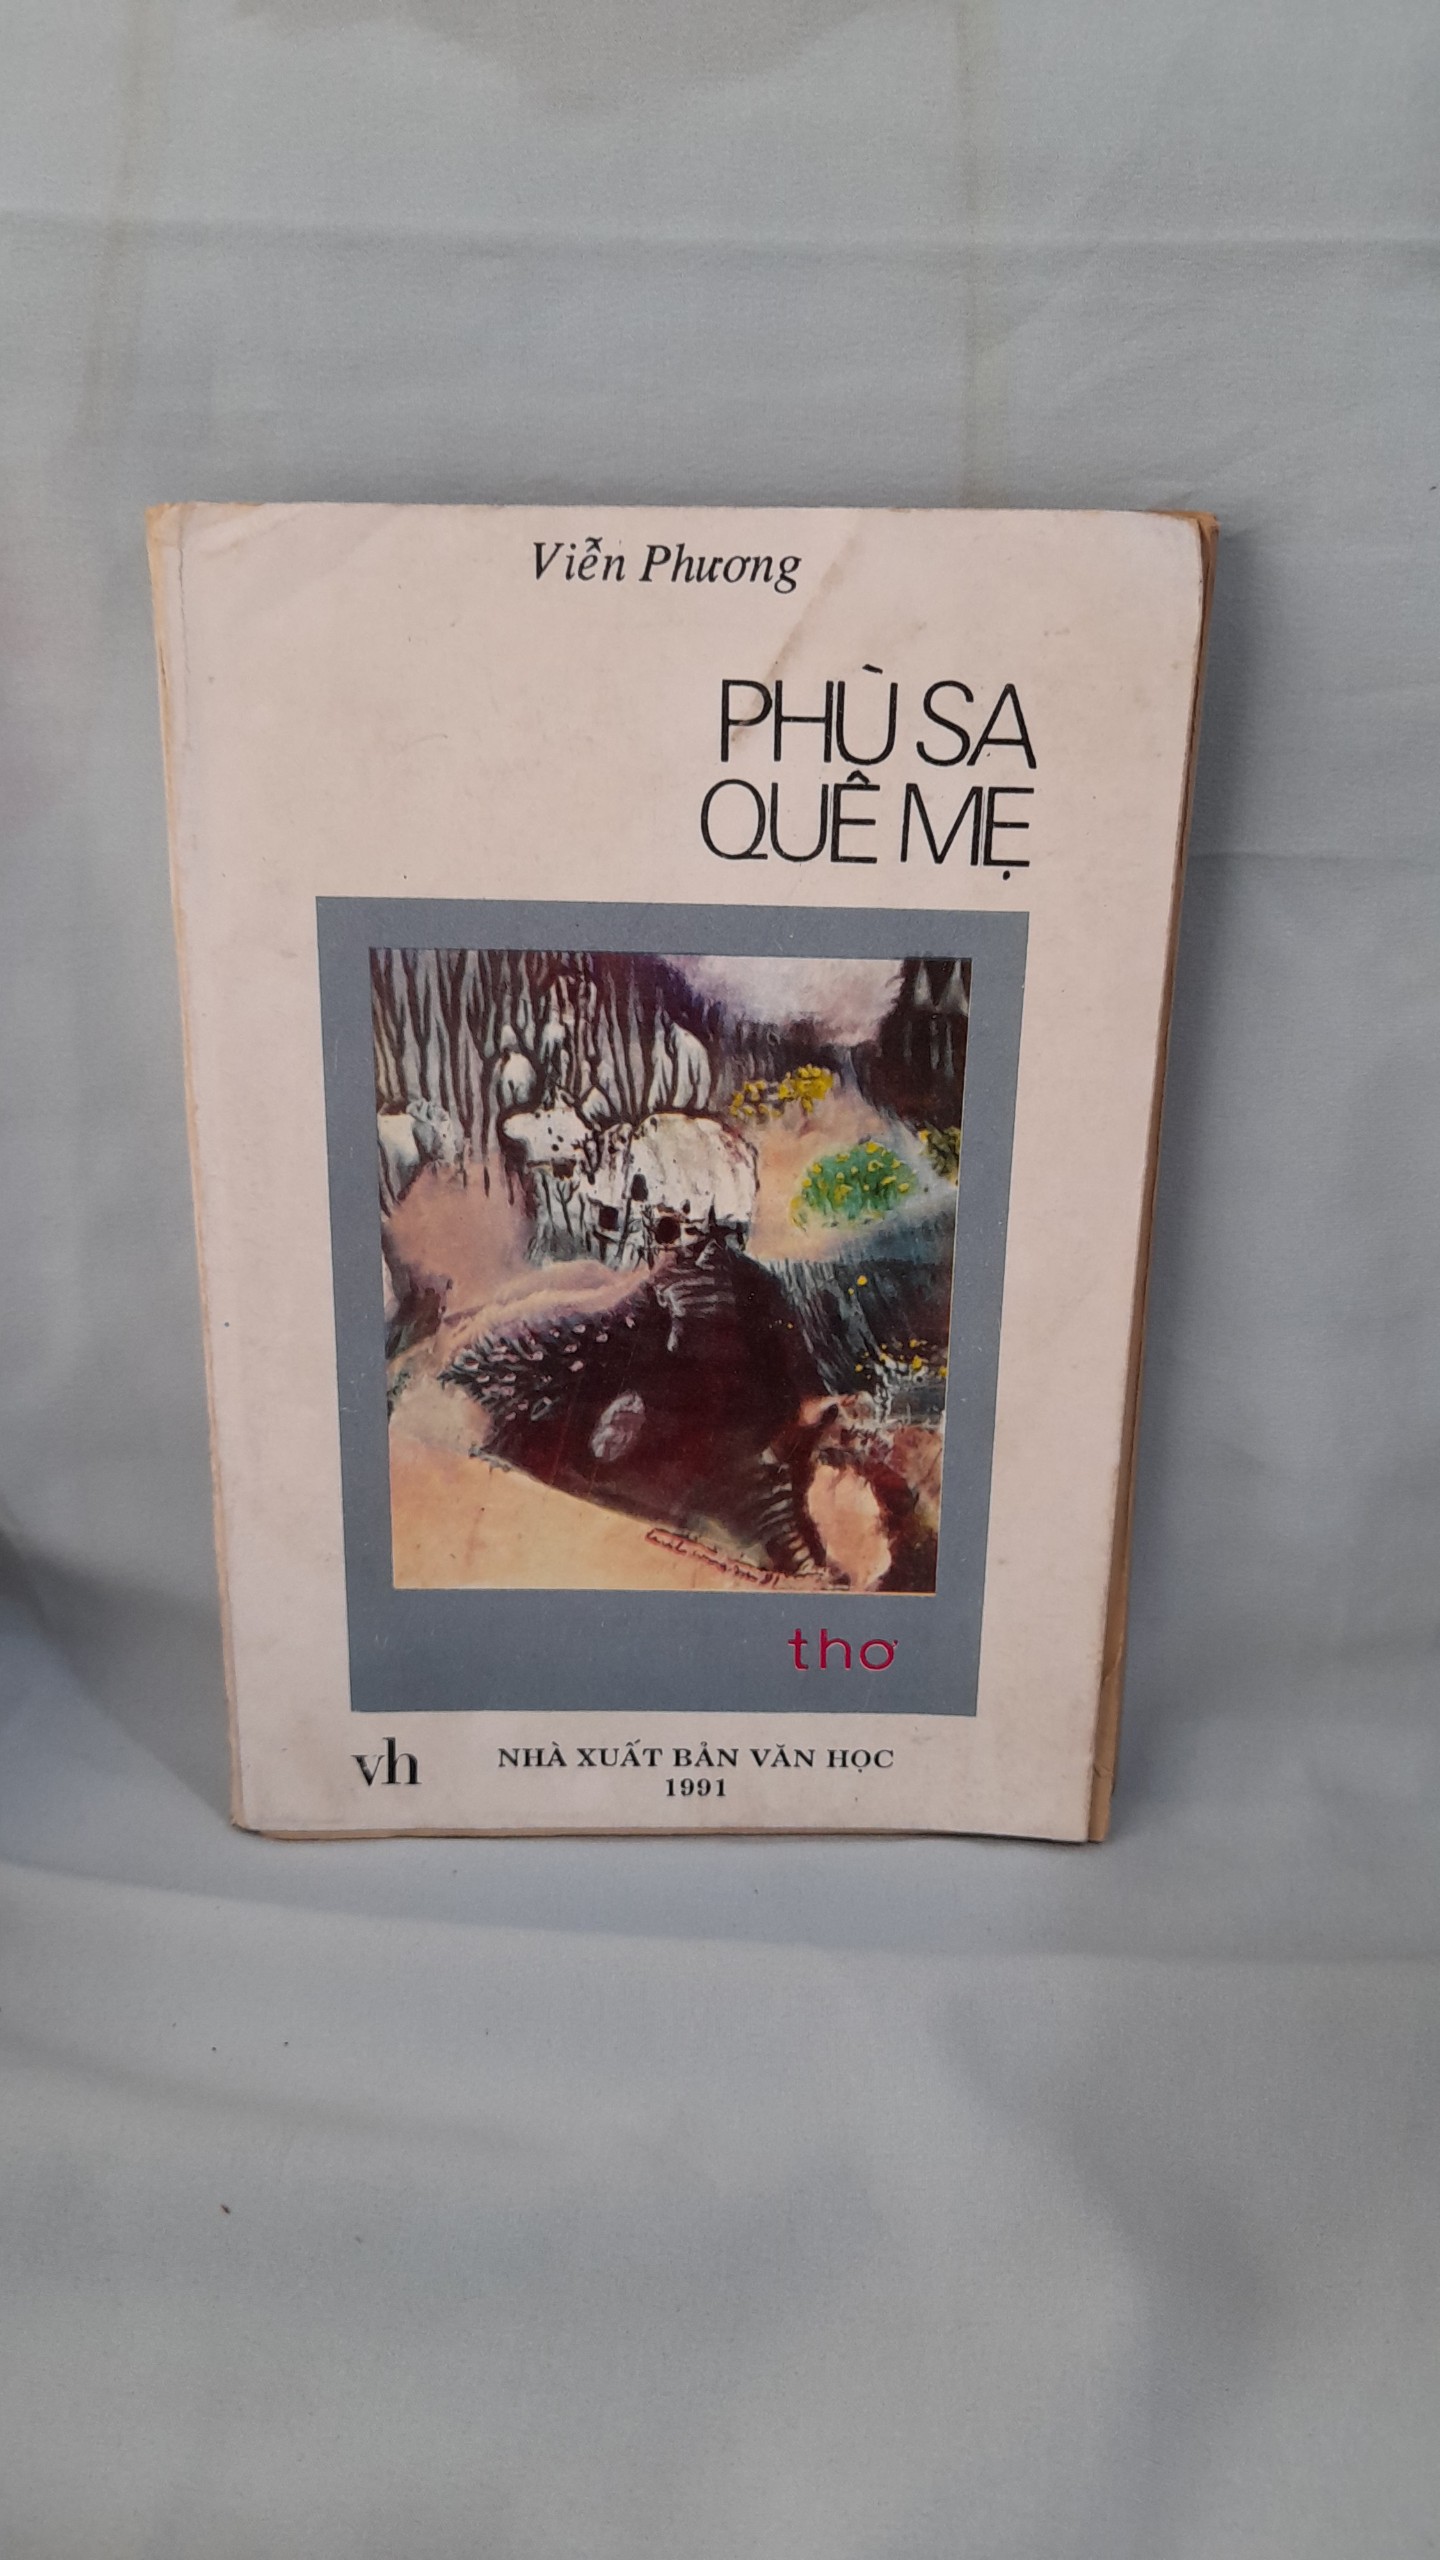 Viễn Phương
PHÙ SA
QUÊ MẸ
thơ
vh
NHÀ XUẤT BẢN VĂN HỌC
1991